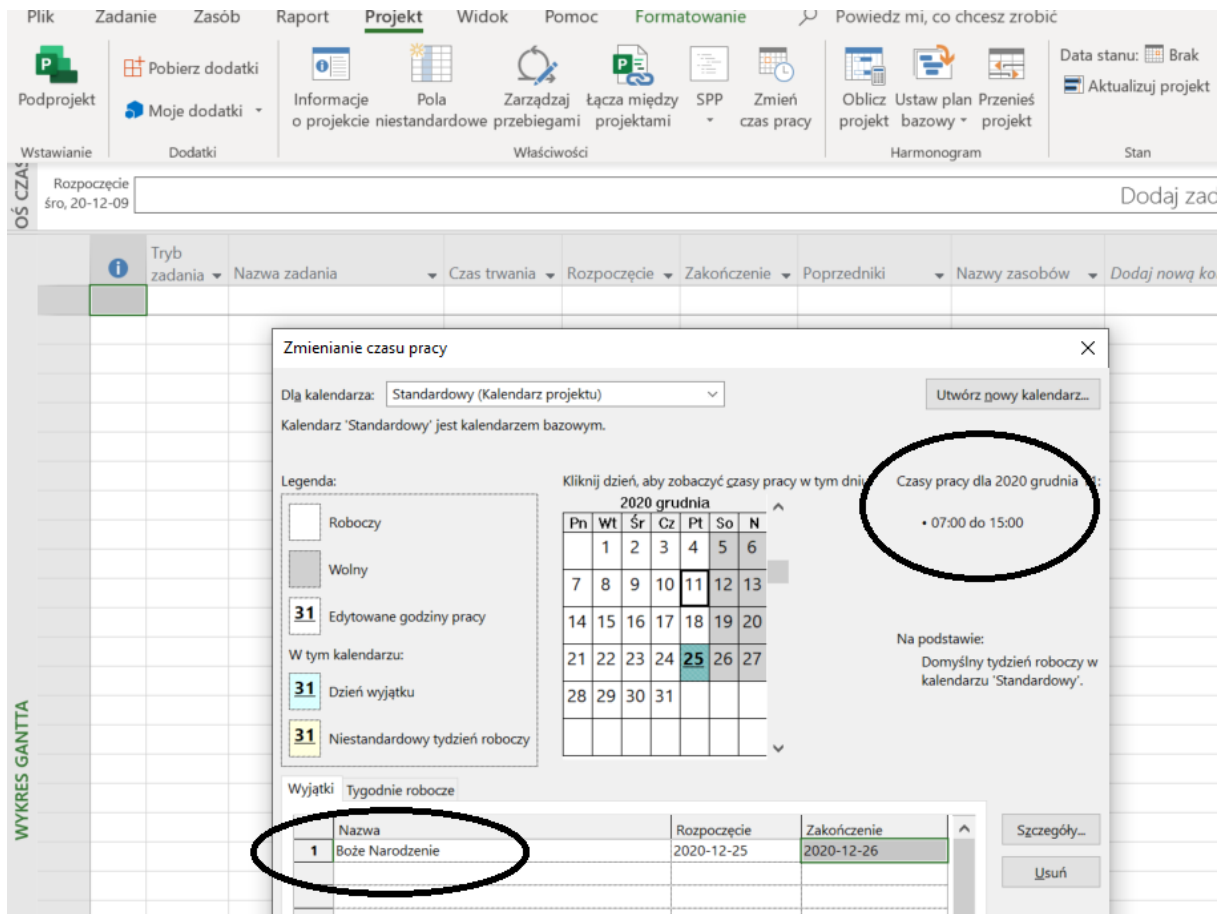 Plik Zadanie Zasób Raport Projekt Widok Pomoc Formatowanie Powiedz mi, co chcesz zrobić
Podprojekt
Pobierz dodatki
Moje dodatki
Informacje o projekcie
Pola niestandardowe
Zarządzaj przebiegami
Łącza między projektami
SPP
Zmień czas pracy
Oblicz projekt
Ustaw plan bazowy
Przenieś projekt
Data stanu: Brak
Aktualizuj projekt
Wstawianie Dodatki Właściwości Harmonogram Stan
OŚ CZAS
Rozpoczęcie
śro, 20-12-09
Dodaj zad
Tryb zadania Nazwa zadania Czas trwania Rozpoczęcie Zakończenie Poprzedniki Nazwy zasobów Dodaj nową ko
WYKRES GANTTA
Zmienianie czasu pracy
Dla kalendarza: Standardowy (Kalendarz projektu) Utwórz nowy kalendarz...
Kalendarz 'Standardowy' jest kalendarzem bazowym.
Legenda:
Roboczy
Wolny
31 Edytowane godziny pracy
W tym kalendarzu:
31 Dzień wyjątku
31 Niestandardowy tydzień roboczy
Kliknij dzień, aby zobaczyć czasy pracy w tym dniu
2020 grudnia
Pn Wt Śr Cz Pt So N
1 2 3 4 5 6
7 8 9 10 11 12 13
14 15 16 17 18 19 20
21 22 23 24 25 26 27
28 29 30 31
Czasy pracy dla 2020 grudnia 11:
• 07:00 do 15:00
Na podstawie:
Domyślny tydzień roboczy w
kalendarzu 'Standardowy'.
Wyjątki Tygodnie robocze
Nazwa Rozpoczęcie Zakończenie
1 Boże Narodzenie 2020-12-25 2020-12-26
Szczegóły...
Usuń